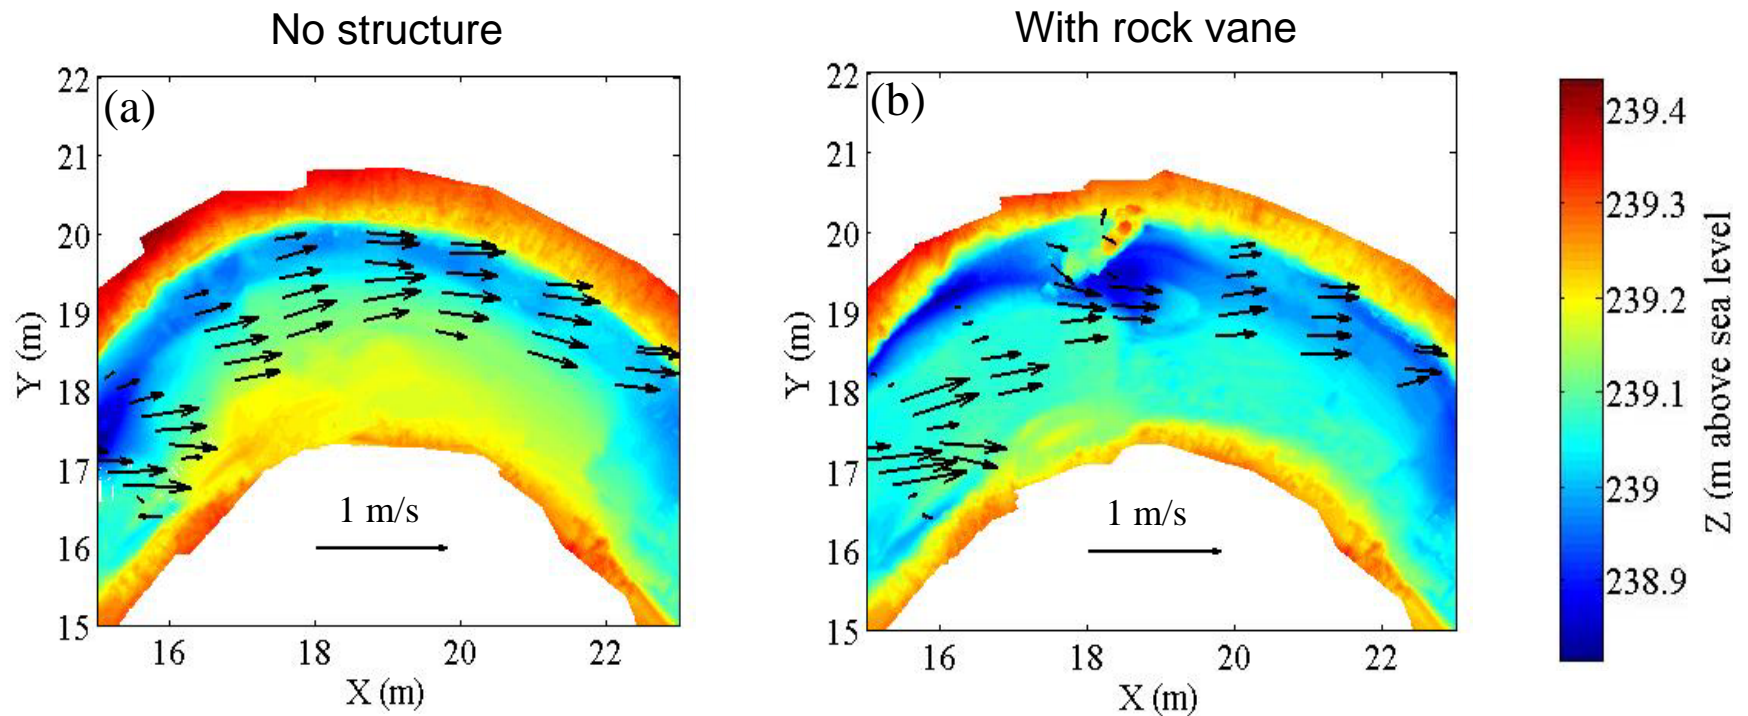 No structure
With rock vane
(a)
22
21
20
19
18
17
16
15
Y (m)
1 m/s
16 18 20 22
X (m)
(b)
22
21
20
19
18
17
16
15
Y (m)
1 m/s
16 18 20 22
X (m)
239.4
239.3
239.2
239.1
239
238.9
Z (m above sea level)